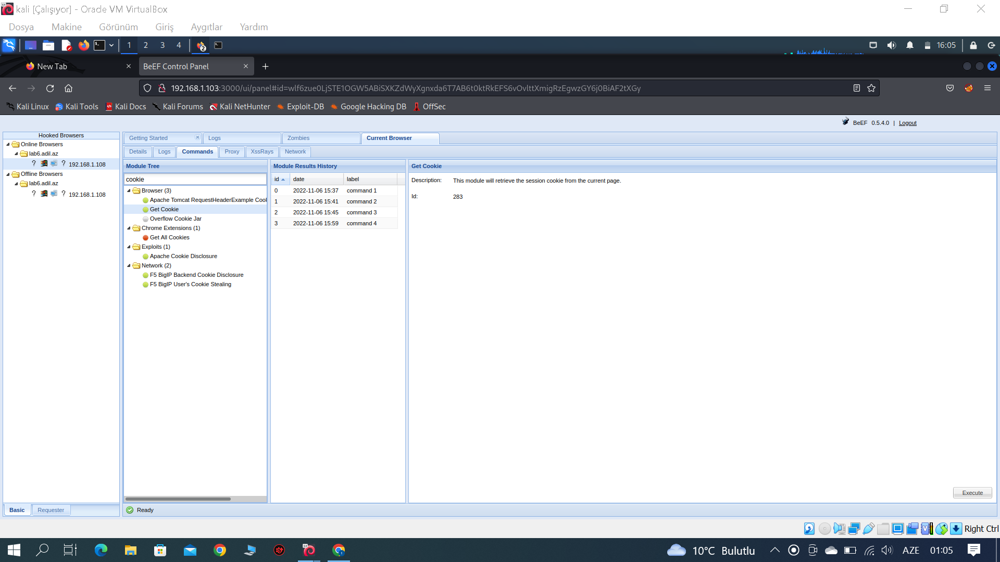 kali [Çalışıyor] - Oracle VM VirtualBox
Dosya Makine Görünüm Giriş Aygıtlar Yardım
1 2 3 4 2 16:05
New Tab
BeEF Control Panel
192.168.1.103:3000/ui/panel#id=wlf6zue0LjSTE1OGW5ABiSXKZdWyXgnxda6T7AB6t0ktRkEFS6vOvlttXmigRzEgwzGY6j0BiAF2tXGy
Kali Linux Kali Tools Kali Docs Kali Forums Kali NetHunter Exploit-DB Google Hacking DB OffSec
BeEF 0.5.4.0 | Logout
Hooked Browsers
Online Browsers
lab6.adil.az
? ? 192.168.1.108
Offline Browsers
lab6.adil.az
? ? 192.168.1.108
Basic Requester
Getting Started Logs Zombies Current Browser
Details Logs Commands Proxy XssRays Network
Module Tree
cookie
Browser (3)
Apache Tomcat RequestHeaderExample Cook
Get Cookie
Overflow Cookie Jar
Chrome Extensions (1)
Get All Cookies
Exploits (1)
Apache Cookie Disclosure
Network (2)
F5 BigIP Backend Cookie Disclosure
F5 BigIP User's Cookie Stealing
Module Results History
id date label
0 2022-11-06 15:37 command 1
1 2022-11-06 15:41 command 2
2 2022-11-06 15:45 command 3
3 2022-11-06 15:59 command 4
Get Cookie
Description: This module will retrieve the session cookie from the current page.
Id: 283
Execute
Ready
Right Ctrl
10°C Bulutlu AZE 01:05